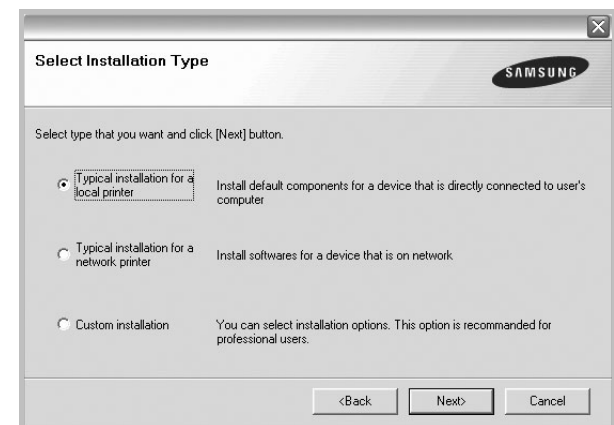 Select Installation Type
SAMSUNG
Select type that you want and click [Next] button.
Typical installation for a
local printer
Install default components for a device that is directly connected to user's
computer
Typical installation for a
network printer
Install softwares for a device that is on network
Custom installation
You can select installation options. This option is recommanded for
professional users.
<Back
Next>
Cancel